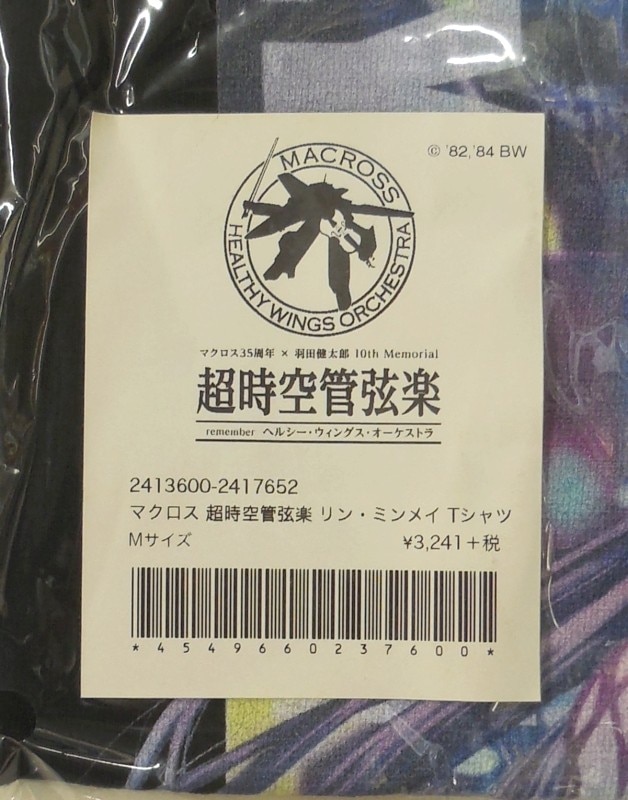 © '82,'84 BW
MACROSS
HEALTHY WINGS ORCHESTRA
マクロス35周年 × 羽田健太郎 10th Memorial
超時空管弦楽
remember ヘルシー・ウィングス・オーケストラ
2413600-2417652
マクロス 超時空管弦楽 リン・ミンメイ Tシャツ
Mサイズ ¥3,241+税
*4549660237600*